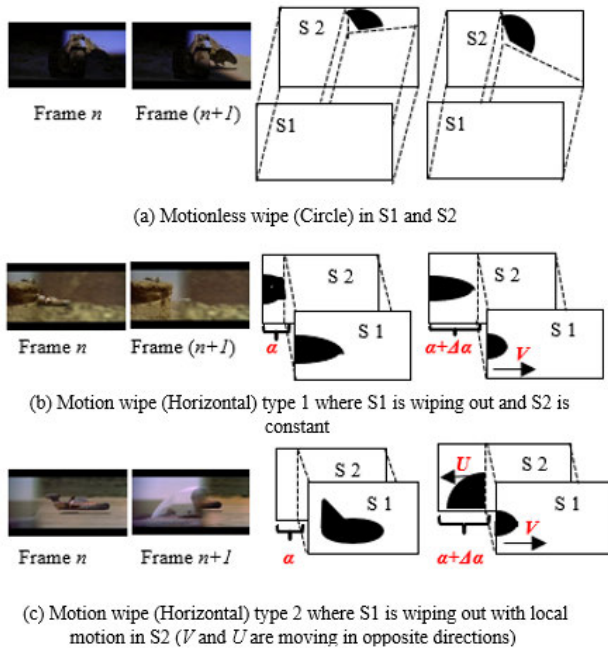 S 2
S2
S1
S1
Frame n
Frame (n+1)
(a) Motionless wipe (Circle) in S1 and S2
S 2
S 2
S 1
S 1
α
α+Δα
V
Frame n
Frame (n+1)
(b) Motion wipe (Horizontal) type 1 where S1 is wiping out and S2 is
constant
S 2
U
S 2
S 1
S 1
α
α+Δα
V
Frame n
Frame n+1
(c) Motion wipe (Horizontal) type 2 where S1 is wiping out with local
motion in S2 (V and U are moving in opposite directions)